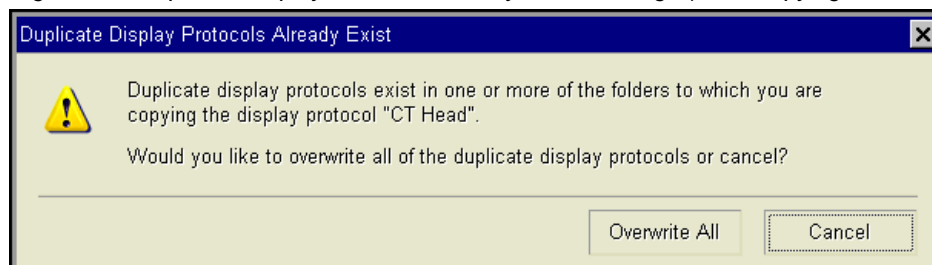 Duplicate Display Protocols Already Exist
Duplicate display protocols exist in one or more of the folders to which you are
copying the display protocol "CT Head".
Would you like to overwrite all of the duplicate display protocols or cancel?
Overwrite All Cancel